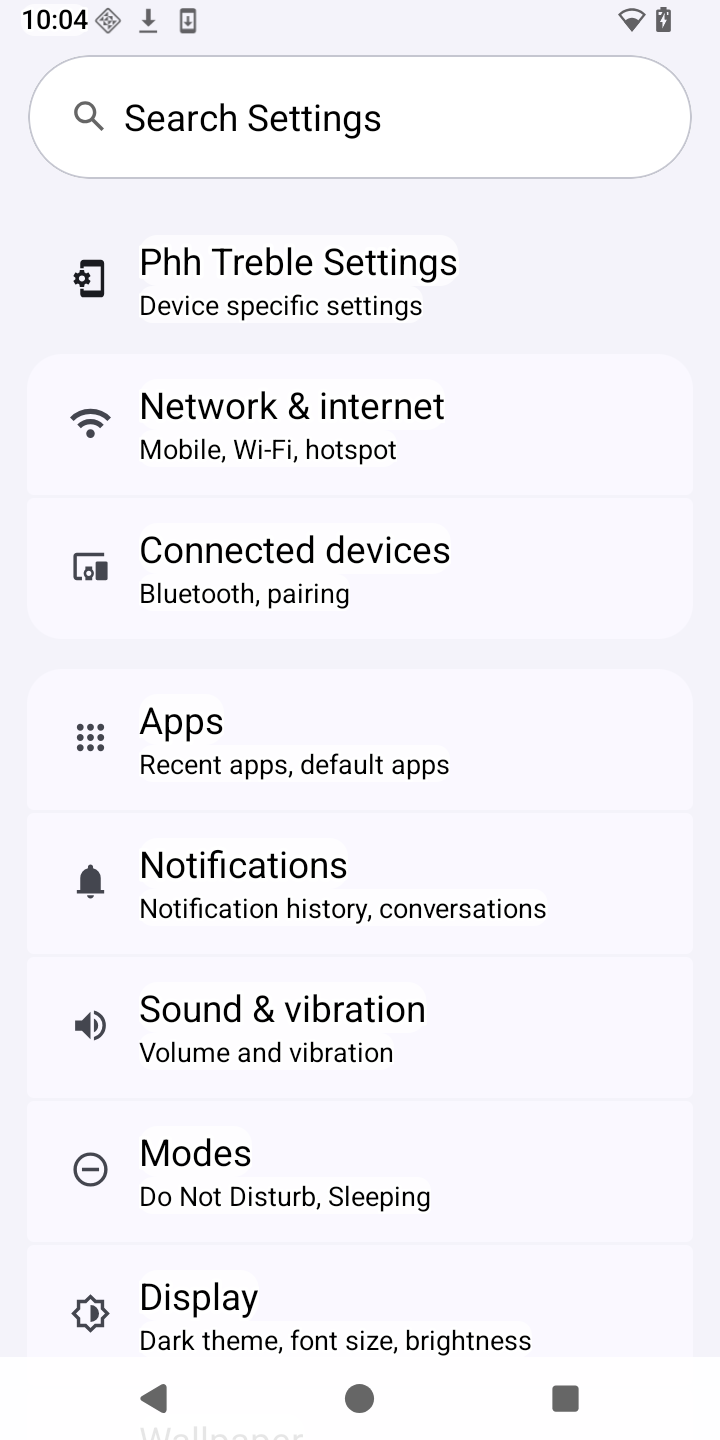 10:04
Search Settings
Phh Treble Settings
Device specific settings
Network & internet
Mobile, Wi-Fi, hotspot
Connected devices
Bluetooth, pairing
Apps
Recent apps, default apps
Notifications
Notification history, conversations
Sound & vibration
Volume and vibration
Modes
Do Not Disturb, Sleeping
Display
Dark theme, font size, brightness
Wallpaper